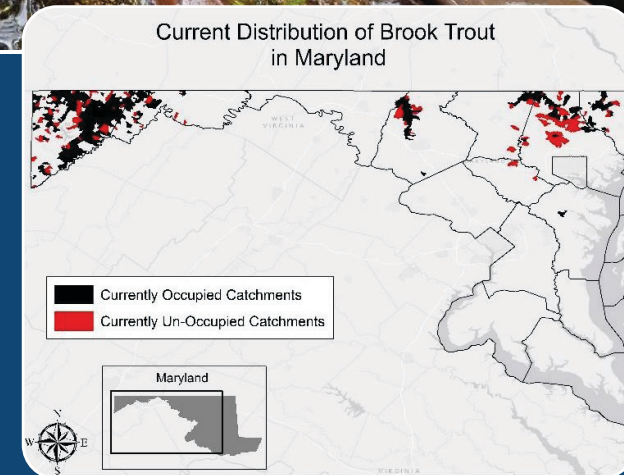 Current Distribution of Brook Trout
in Maryland
WEST
VIRGINIA
Currently Occupied Catchments
Currently Un-Occupied Catchments
Maryland
N
W
E
S
VIRGINIA